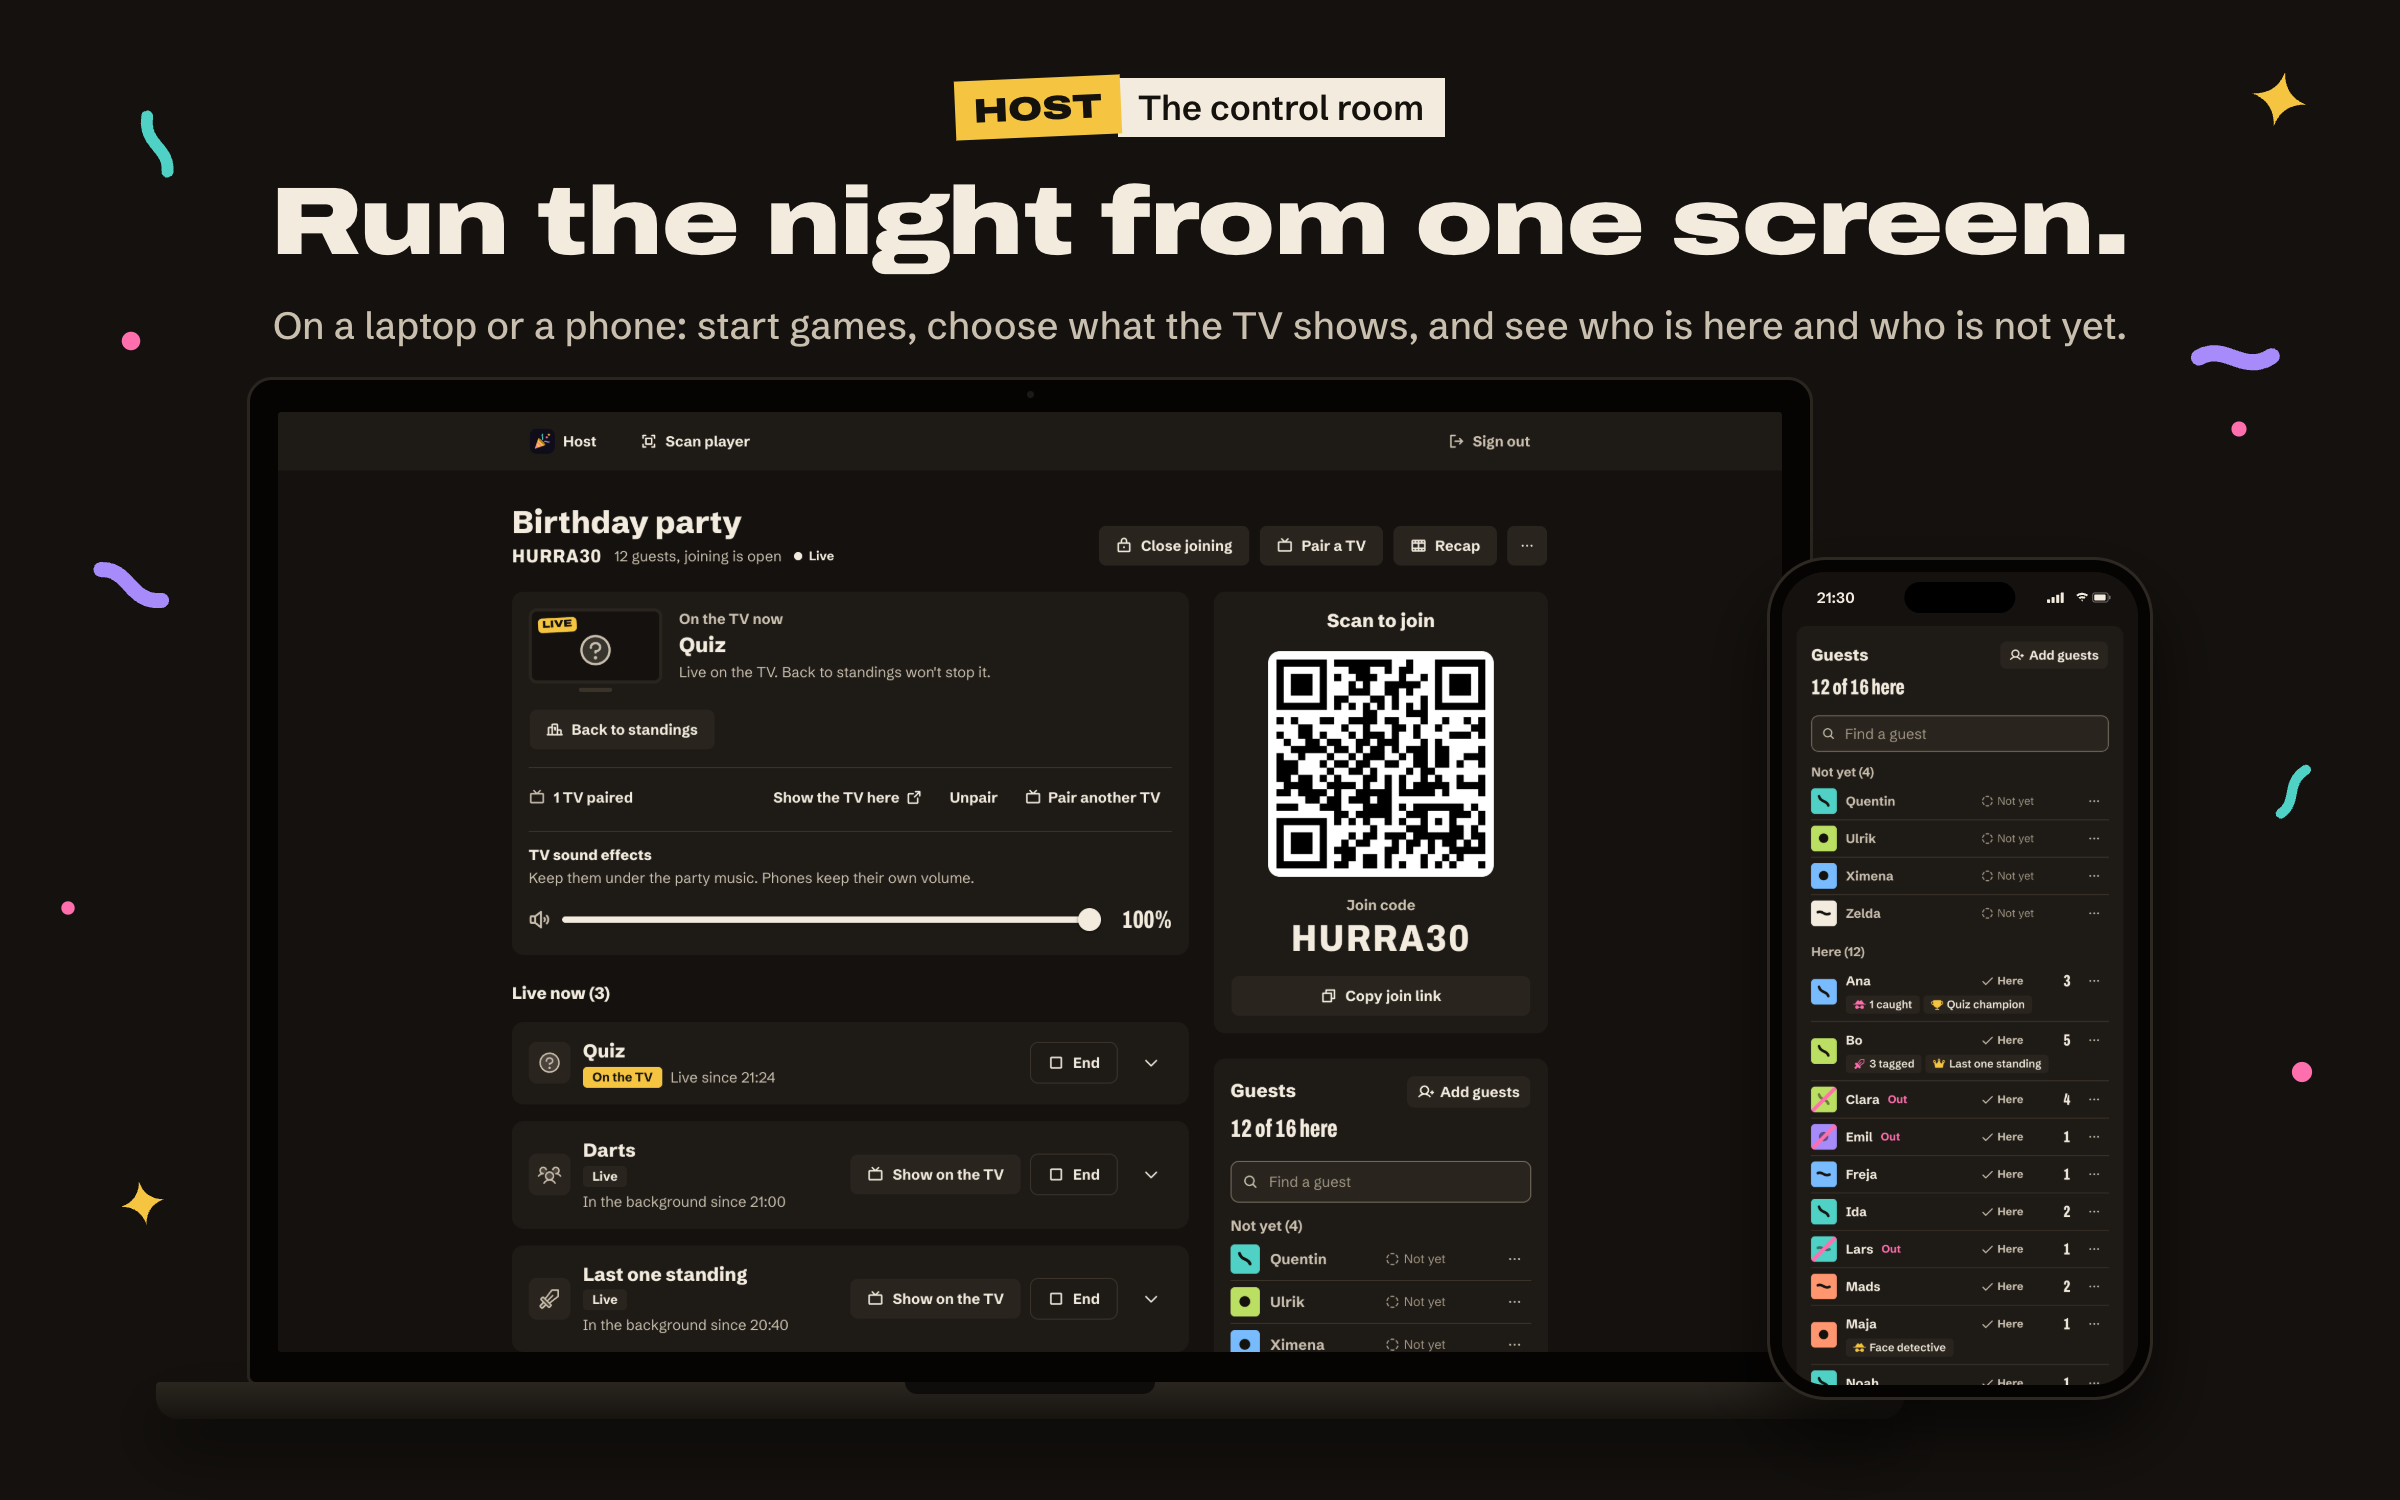 HOST The control room
Run the night from one screen.
On a laptop or a phone: start games, choose what the TV shows, and see who is here and who is not yet.
Host
Scan player
Sign out
Birthday party
HURRA30 12 guests, joining is open Live
Close joining
Pair a TV
Recap
LIVE
On the TV now
Quiz
Live on the TV. Back to standings won't stop it.
Back to standings
1 TV paired
Show the TV here
Unpair
Pair another TV
TV sound effects
Keep them under the party music. Phones keep their own volume.
100%
Live now (3)
Quiz
On the TV Live since 21:24
End
Darts
Live
In the background since 21:00
Show on the TV
End
Last one standing
Live
In the background since 20:40
Show on the TV
End
Scan to join
Join code
HURRA30
Copy join link
Guests
Add guests
12 of 16 here
Find a guest
Not yet (4)
Quentin Not yet
Ulrik Not yet
Ximena Not yet
21:30
Guests
Add guests
12 of 16 here
Find a guest
Not yet (4)
Quentin Not yet
Ulrik Not yet
Ximena Not yet
Zelda Not yet
Here (12)
Ana Here 3
1 caught Quiz champion
Bo Here 5
3 tagged Last one standing
Clara Out Here 4
Emil Out Here 1
Freja Here 1
Ida Here 2
Lars Out Here 1
Mads Here 2
Maja Here 1
Face detective
Noah Here 1